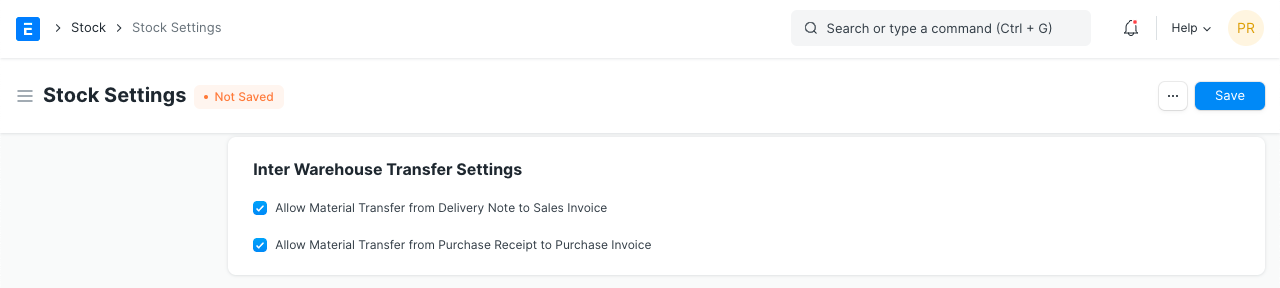 E Stock Stock Settings Search or type a command (Ctrl + G) Help PR
Stock Settings Not Saved ... Save
Inter Warehouse Transfer Settings
Allow Material Transfer from Delivery Note to Sales Invoice
Allow Material Transfer from Purchase Receipt to Purchase Invoice